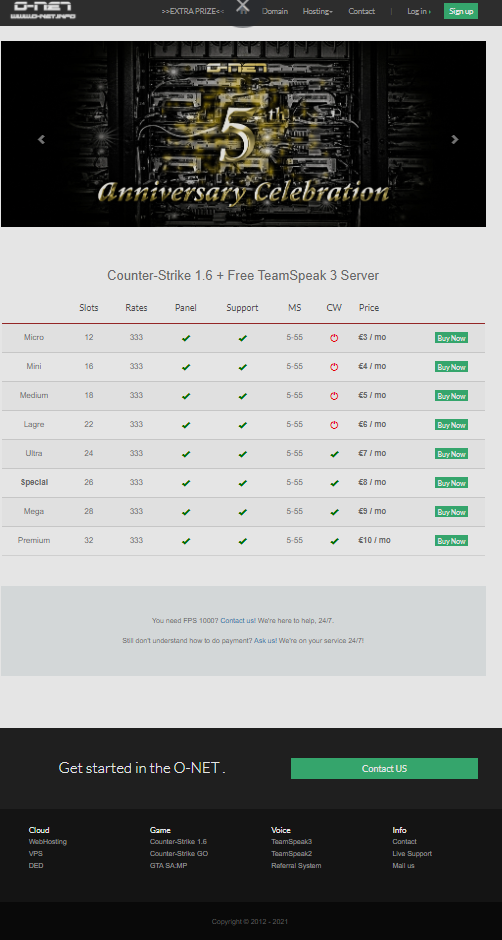 O-NET
WWW.O-NET.INFO
>>EXTRA PRIZE<< Domain Hosting Contact | Log in › Sign up
O-NET
5th
Anniversary Celebration
Counter-Strike 1.6 + Free TeamSpeak 3 Server
Slots Rates Panel Support MS CW Price
Micro 12 333 5-55 €3 / mo Buy Now
Mini 16 333 5-55 €4 / mo Buy Now
Medium 18 333 5-55 €5 / mo Buy Now
Lagre 22 333 5-55 €6 / mo Buy Now
Ultra 24 333 5-55 €7 / mo Buy Now
Special 26 333 5-55 €8 / mo Buy Now
Mega 28 333 5-55 €9 / mo Buy Now
Premium 32 333 5-55 €10 / mo Buy Now
You need FPS 1000? Contact us! We're here to help, 24/7.
Still don't understand how to do payment? Ask us! We're on your service 24/7!
Get started in the O-NET . Contact US
Cloud Game Voice Info
WebHosting Counter-Strike 1.6 TeamSpeak3 Contact
VPS Counter-Strike GO TeamSpeak2 Live Support
DED GTA SA:MP Referral System Mail us
Copyright © 2012 - 2021